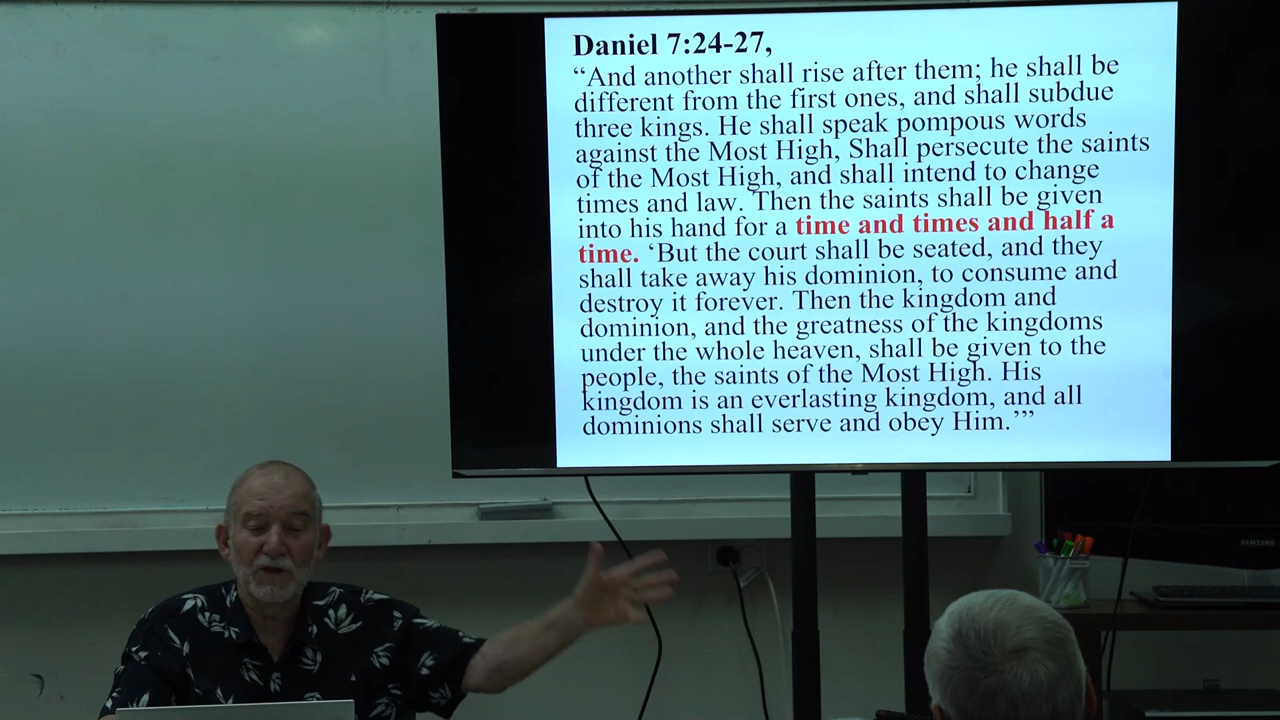 Daniel 7:24-27,
“And another shall rise after them; he shall be
different from the first ones, and shall subdue
three kings. He shall speak pompous words
against the Most High, Shall persecute the saints
of the Most High, and shall intend to change
times and law. Then the saints shall be given
into his hand for a time and times and half a
time. ‘But the court shall be seated, and they
shall take away his dominion, to consume and
destroy it forever. Then the kingdom and
dominion, and the greatness of the kingdoms
under the whole heaven, shall be given to the
people, the saints of the Most High. His
kingdom is an everlasting kingdom, and all
dominions shall serve and obey Him.’”
SAMSUNG